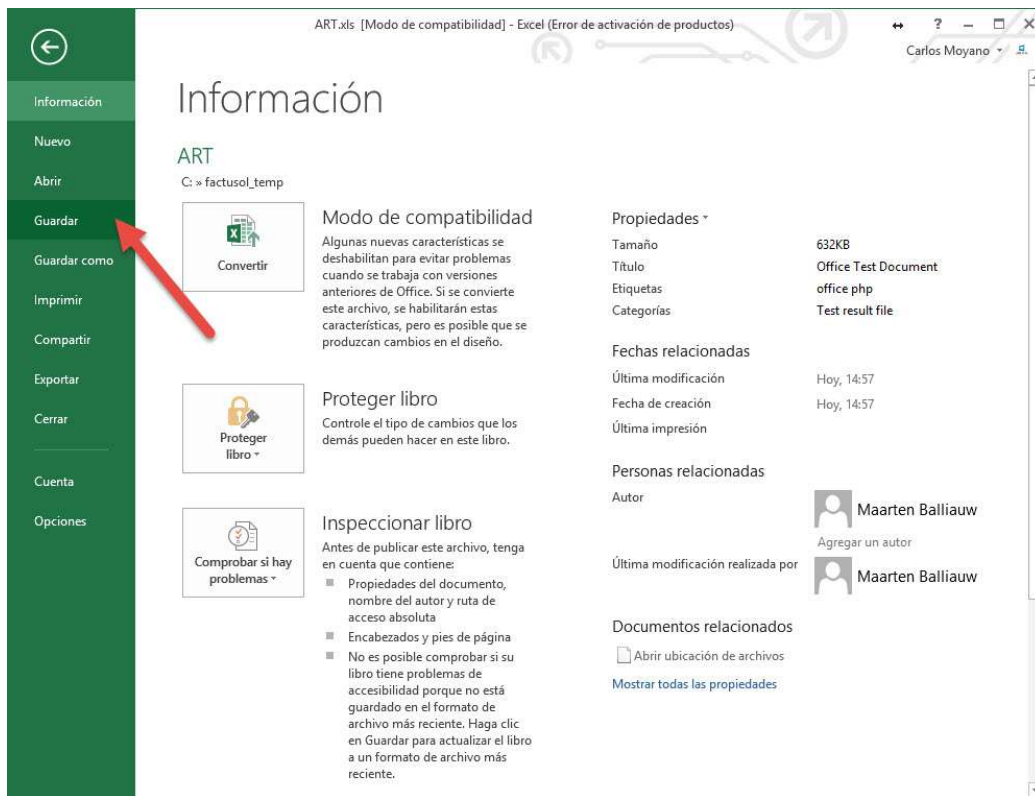 ART.xls [Modo de compatibilidad] - Excel (Error de activación de productos)
?
Carlos Moyano
Información
Nuevo
Abrir
Guardar
Guardar como
Imprimir
Compartir
Exportar
Cerrar
Cuenta
Opciones
Información
ART
C: » factusol_temp
Convertir
Modo de compatibilidad
Algunas nuevas características se
deshabilitan para evitar problemas
cuando se trabaja con versiones
anteriores de Office. Si se convierte
este archivo, se habilitarán estas
características, pero es posible que se
produzcan cambios en el diseño.
Proteger
libro
Proteger libro
Controle el tipo de cambios que los
demás pueden hacer en este libro.
Comprobar si hay
problemas
Inspeccionar libro
Antes de publicar este archivo, tenga
en cuenta que contiene:
Propiedades del documento,
nombre del autor y ruta de
acceso absoluta
Encabezados y pies de página
No es posible comprobar si su
libro tiene problemas de
accesibilidad porque no está
guardado en el formato de
archivo más reciente. Haga clic
en Guardar para actualizar el libro
a un formato de archivo más
reciente.
Propiedades
Tamaño 632KB
Título Office Test Document
Etiquetas office php
Categorías Test result file
Fechas relacionadas
Última modificación Hoy, 14:57
Fecha de creación Hoy, 14:57
Última impresión
Personas relacionadas
Autor Maarten Balliauw
Agregar un autor
Última modificación realizada por Maarten Balliauw
Documentos relacionados
Abrir ubicación de archivos
Mostrar todas las propiedades